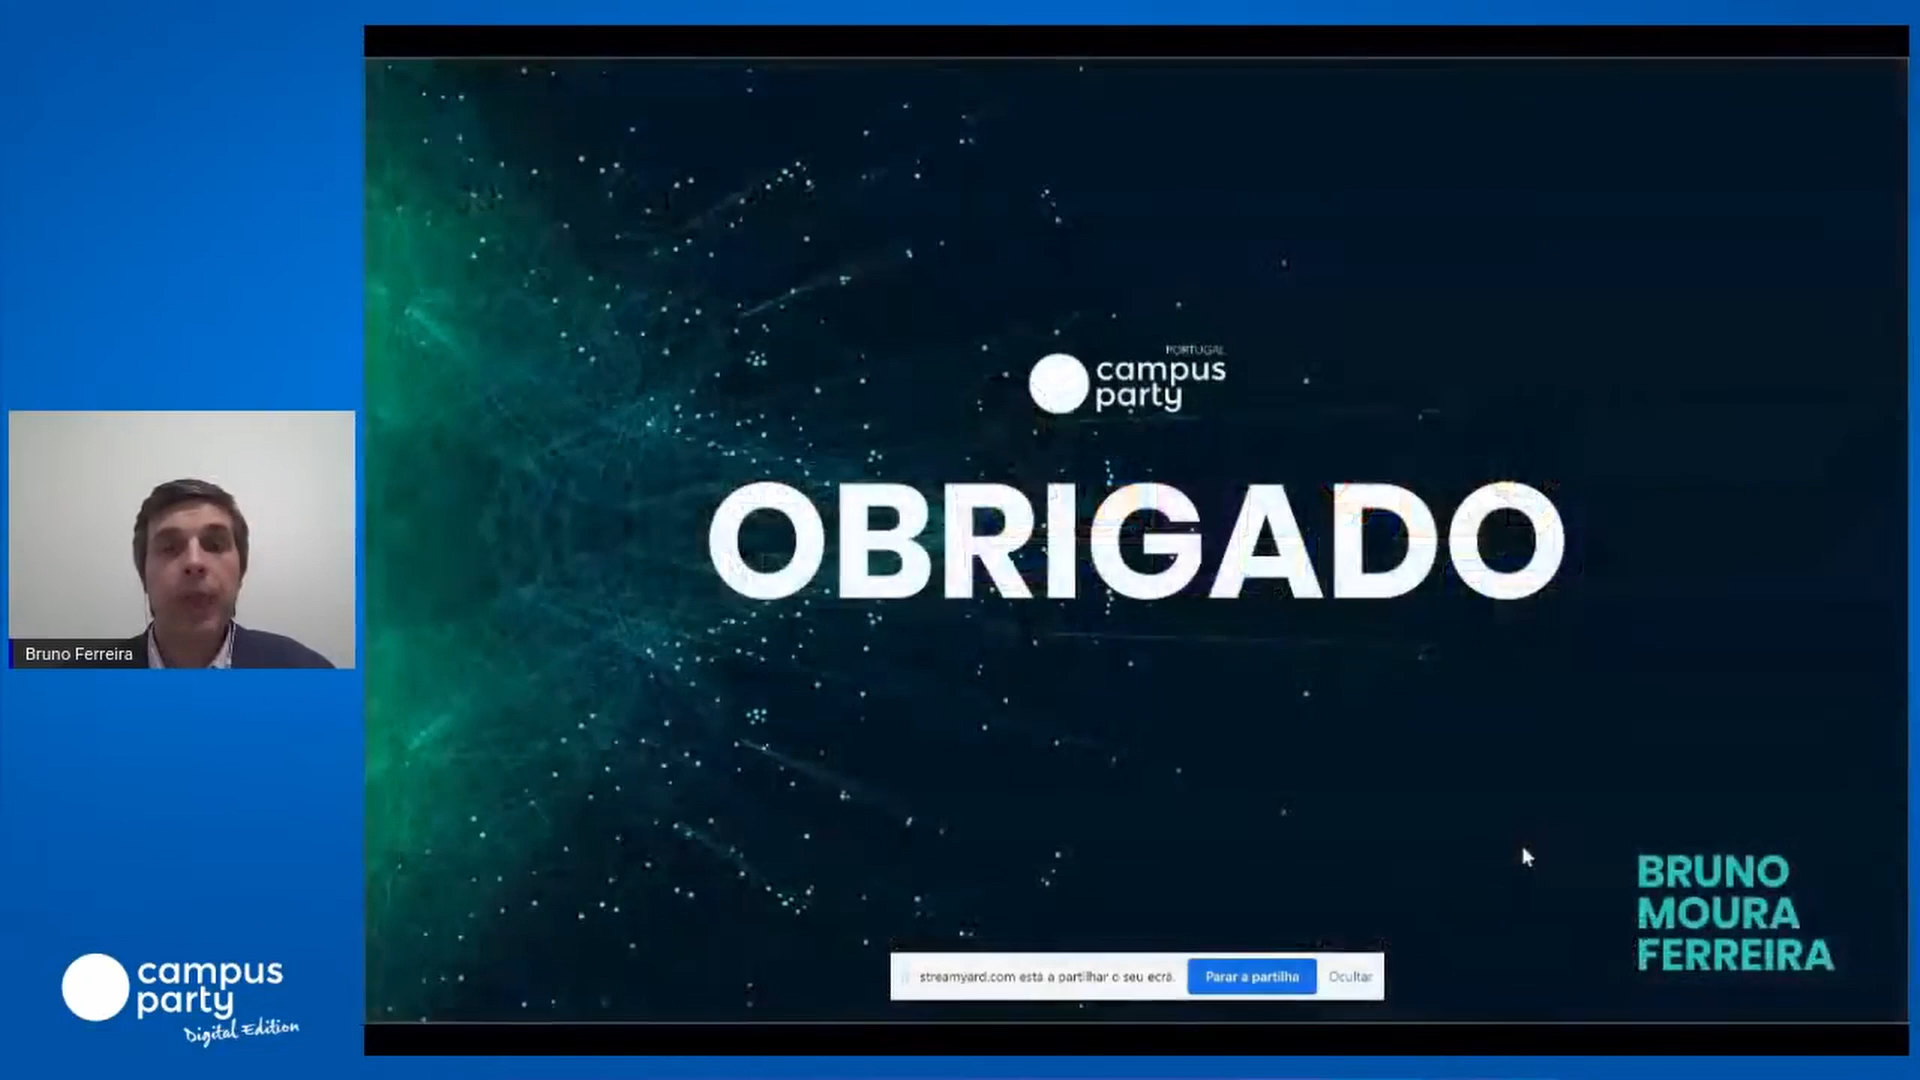 PORTUGAL
campus
party
OBRIGADO
Bruno Ferreira
BRUNO
MOURA
FERREIRA
streamyard.com está a partilhar o seu ecrã. Parar a partilha Ocultar
campus
party
Digital Edition